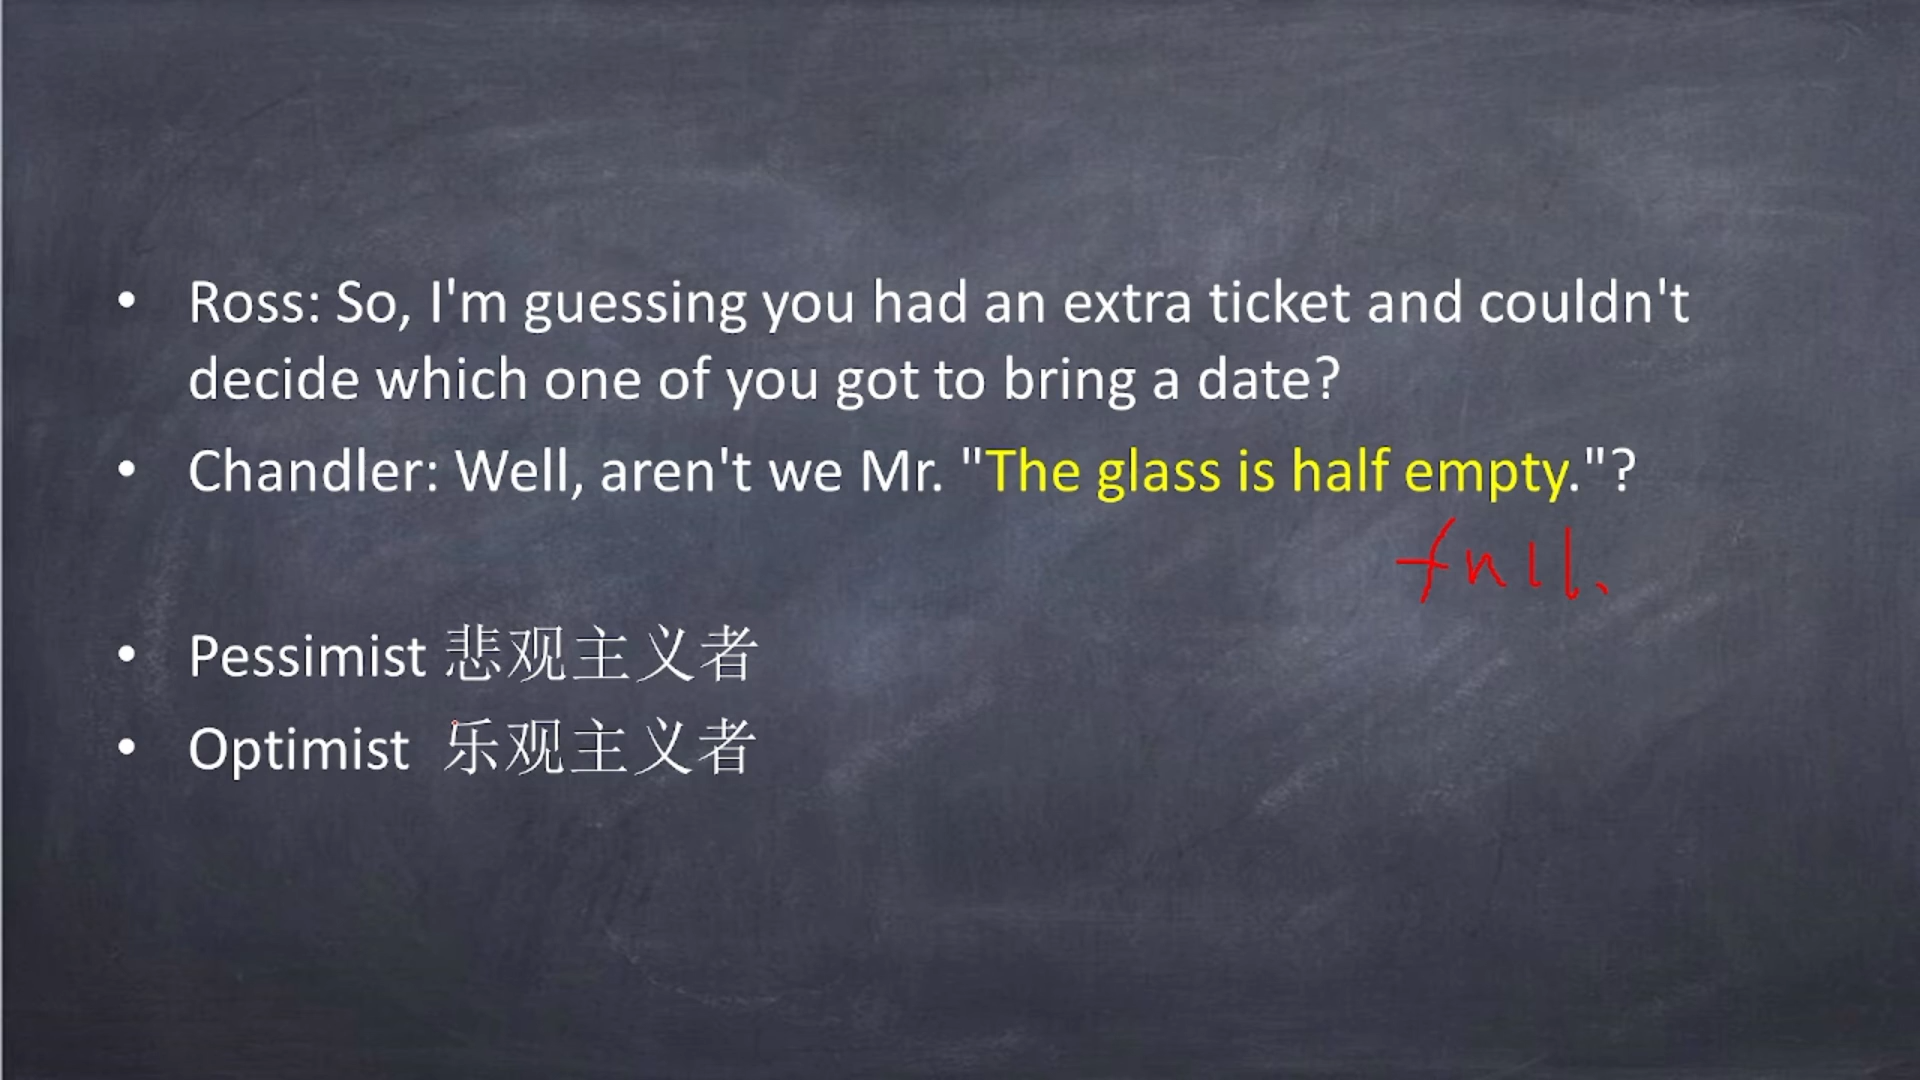 • Ross: So, I'm guessing you had an extra ticket and couldn't
decide which one of you got to bring a date?
• Chandler: Well, aren't we Mr. "The glass is half empty."?
full.
• Pessimist 悲观主义者
• Optimist 乐观主义者